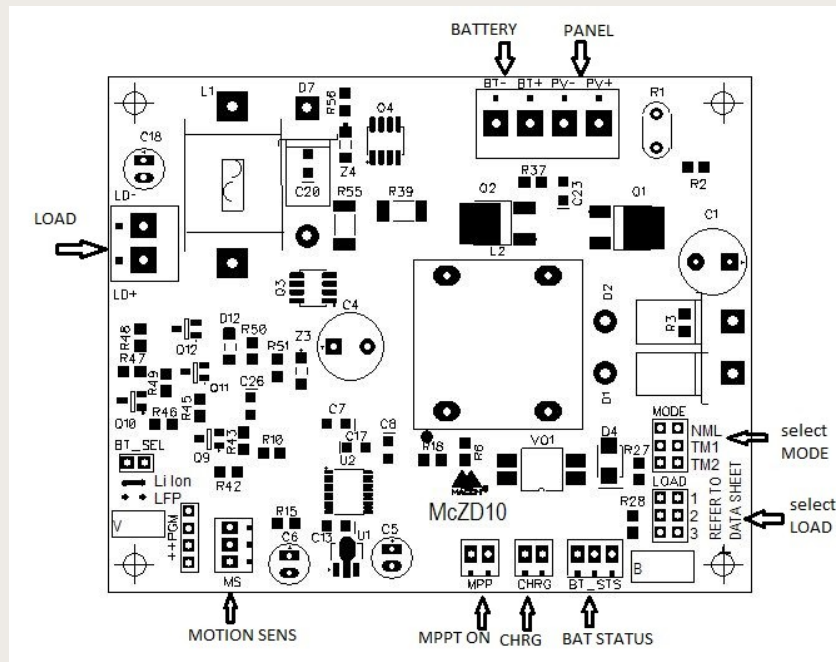 BATTERY PANEL
BT- BT+ PV- PV+
L1 D7 R56 Q4 R1
C18 Z4
C20 R55 R39 R37 C23 R2
LD- Q2 Q1 C1
LOAD
L2
LD+ Q3 D2
C4
R48 Q12 D12 R50 Z3 R3
R47 R51
R49 Q11 C26 D1
Q10 R45 MODE
R46 C7 C8 NML
BT_SEL Q9 R43 R10 C17 R18 R6 VO1 D4 R27 TM1
select
MODE
U2 TM2
Li Ion R42 LOAD
LFP McZD10 R28 1
2
3
select
LOAD
REFER TO
DATA SHEET
V ++PGM R15 C13 U1 C5
C6
MS MPP CHRG BT_STS B
MOTION SENS MPPT ON CHRG BAT STATUS